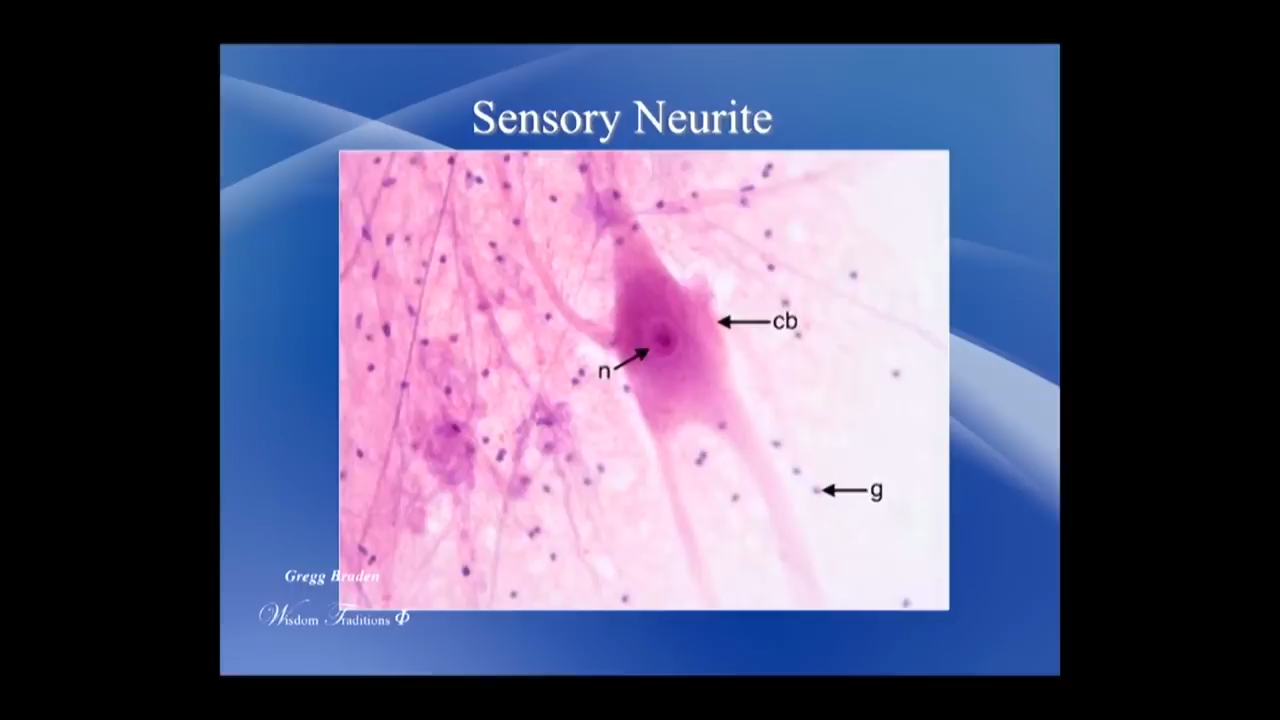 Sensory Neurite
cb
n
g
Gregg Braden
Wisdom Traditions Φ